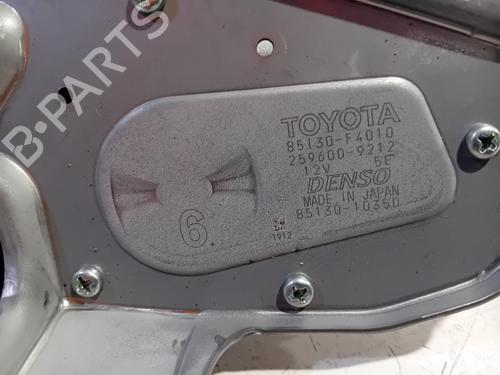 B-PARTS
TOYOTA
85130-F4010
259600-9212
12V 5E
DENSO
MADE IN JAPAN
85130-10350
6
1912